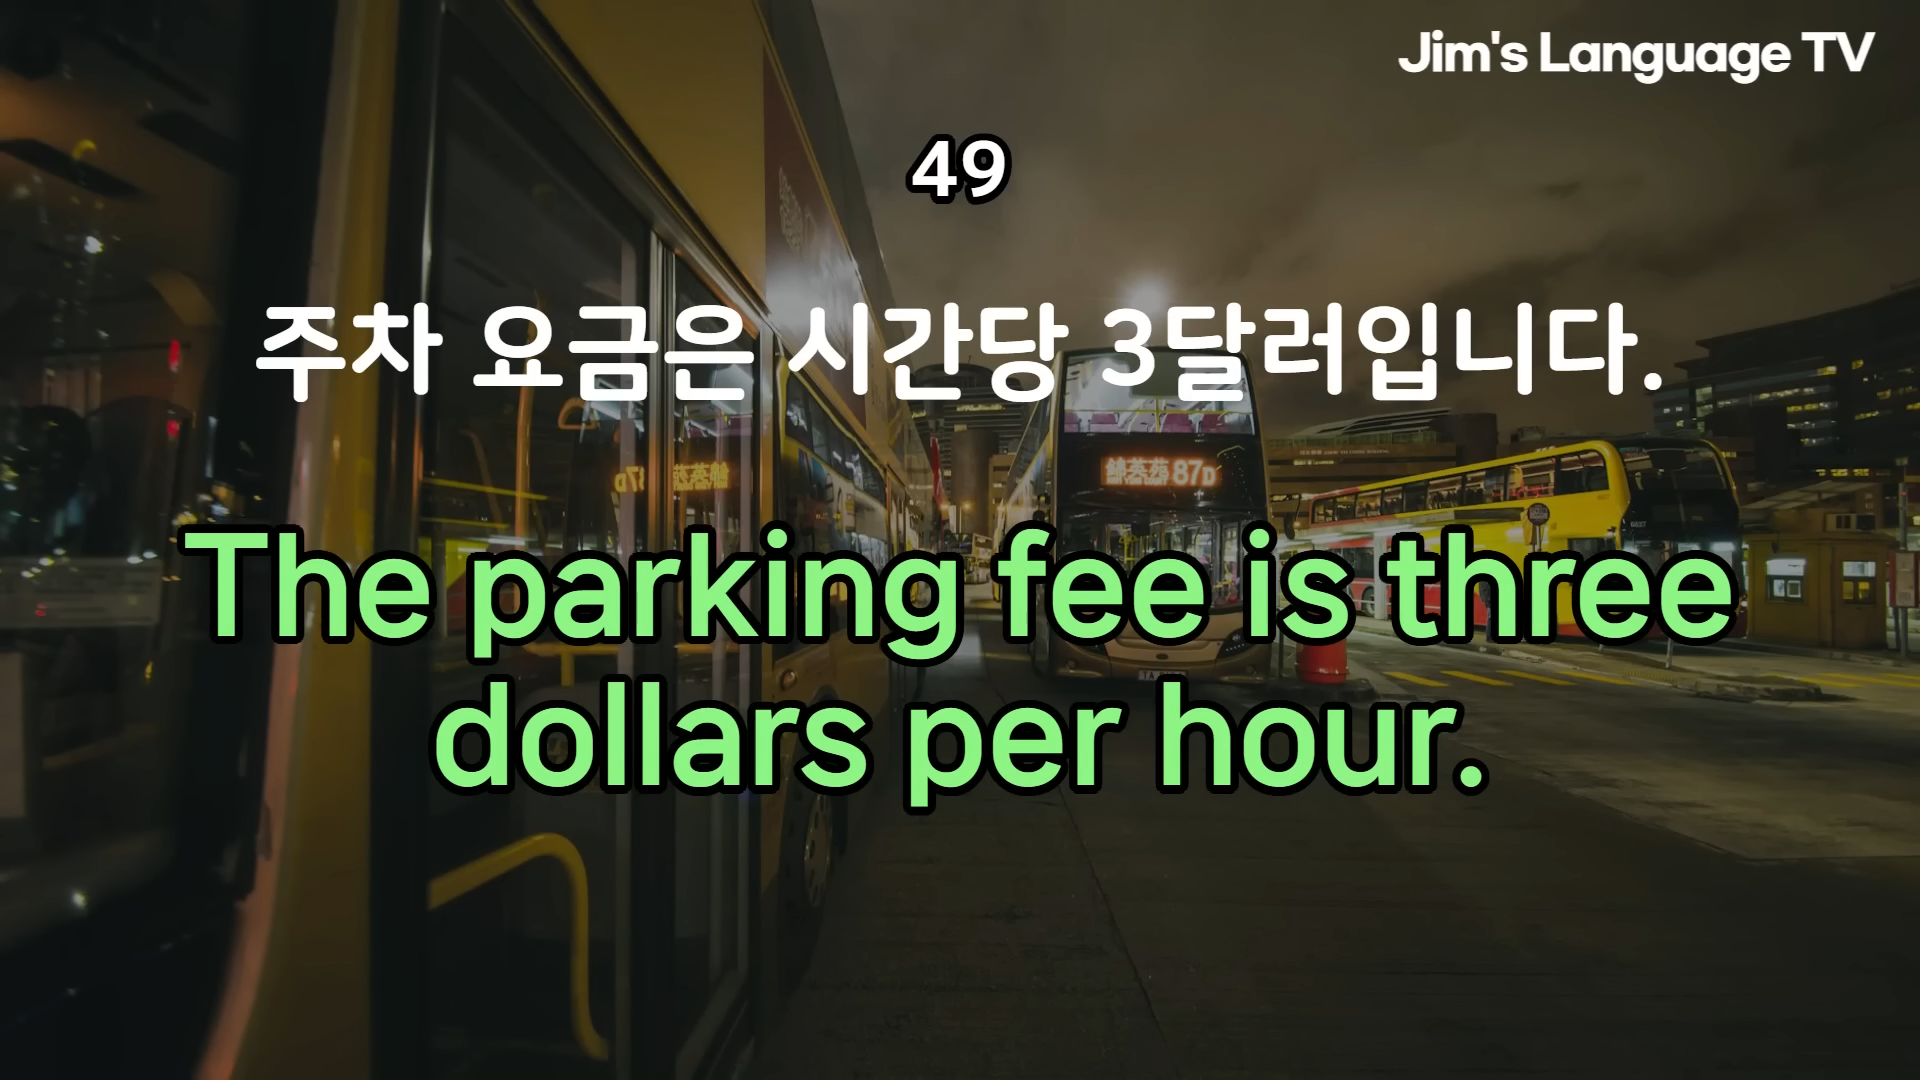 Jim's Language TV
49
주차 요금은 시간당 3달러입니다.
The parking fee is three
dollars per hour.
87D